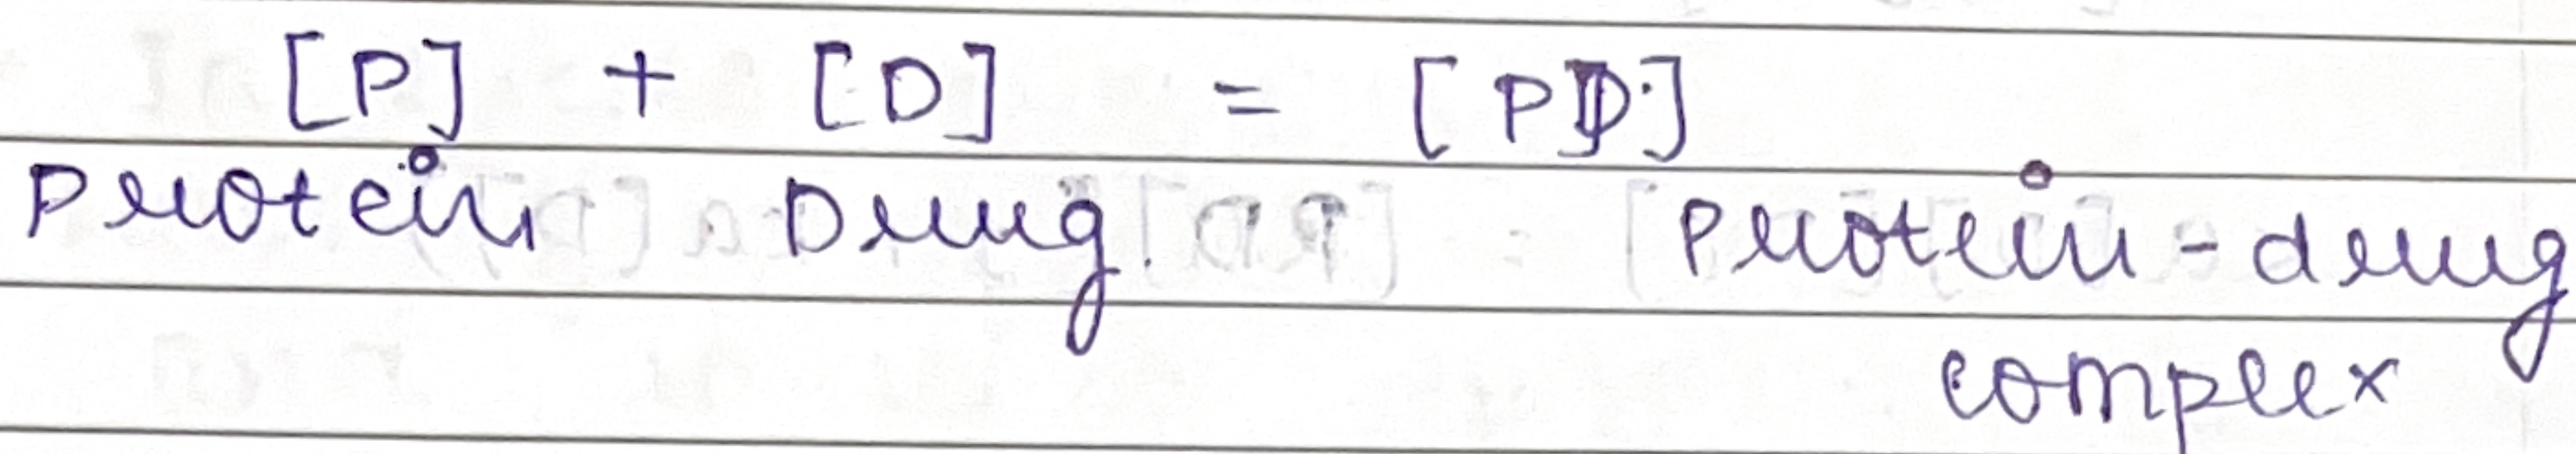 [P] + [D] = [PD]
Protein Drug Protein-drug
complex